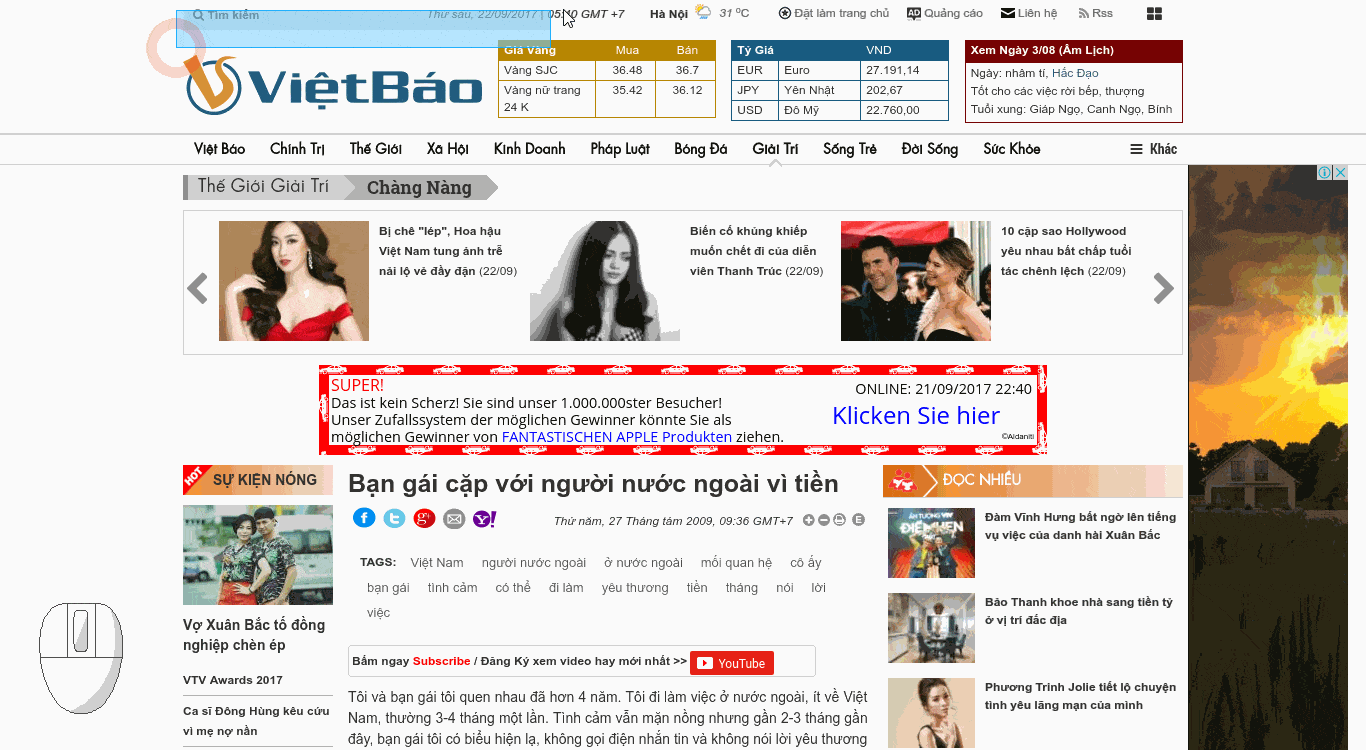 Tìm kiếm
Thứ sáu, 22/09/2017 | 05:40 GMT +7
Hà Nội 31 °C
Đặt làm trang chủ
Quảng cáo
Liên hệ
Rss
ViệtBáo
Giá Vàng Mua Bán
Vàng SJC 36.48 36.7
Vàng nữ trang 24 K 35.42 36.12
Tỷ Giá VND
EUR Euro 27.191,14
JPY Yên Nhật 202,67
USD Đô Mỹ 22.760,00
Xem Ngày 3/08 (Âm Lịch)
Ngày: nhâm tí, Hắc Đạo
Tốt cho các việc rời bếp, thượng
Tuổi xung: Giáp Ngọ, Canh Ngọ, Bính
Việt Báo Chính Trị Thế Giới Xã Hội Kinh Doanh Pháp Luật Bóng Đá Giải Trí Sống Trẻ Đời Sống Sức Khỏe Khác
Thế Giới Giải Trí Chàng Nàng
Bị chê "lép", Hoa hậu
Việt Nam tung ảnh trễ
nải lộ vẻ đầy đặn (22/09)
Biến cố khủng khiếp
muốn chết đi của diễn
viên Thanh Trúc (22/09)
10 cặp sao Hollywood
yêu nhau bất chấp tuổi
tác chênh lệch (22/09)
SUPER!
ONLINE: 21/09/2017 22:40
Das ist kein Scherz! Sie sind unser 1.000.000ster Besucher!
Unser Zufallssystem der möglichen Gewinner könnte Sie als
möglichen Gewinner von FANTASTISCHEN APPLE Produkten ziehen.
Klicken Sie hier
©Aldaniti
HOT SỰ KIỆN NÓNG
Vợ Xuân Bắc tố đồng
nghiệp chèn ép
VTV Awards 2017
Ca sĩ Đông Hùng kêu cứu
vì mẹ nợ nần
Bạn gái cặp với người nước ngoài vì tiền
Thứ năm, 27 Tháng tám 2009, 09:36 GMT+7
TAGS: Việt Nam người nước ngoài ở nước ngoài mối quan hệ cô ấy
bạn gái tình cảm có thể đi làm yêu thương tiền tháng nói lời
việc
Bấm ngay Subscribe / Đăng Ký xem video hay mới nhất >> YouTube
Tôi và bạn gái tôi quen nhau đã hơn 4 năm. Tôi đi làm việc ở nước ngoài, ít về Việt
Nam, thường 3-4 tháng một lần. Tình cảm vẫn mặn nồng nhưng gần 2-3 tháng gần
đây, bạn gái tôi có biểu hiện lạ, không gọi điện nhắn tin và không nói lời yêu thương
ĐỌC NHIỀU
Đàm Vĩnh Hưng bất ngờ lên tiếng
vụ việc của danh hài Xuân Bắc
Bảo Thanh khoe nhà sang tiền tỷ
ở vị trí đắc địa
Phương Trinh Jolie tiết lộ chuyện
tình yêu lãng mạn của mình